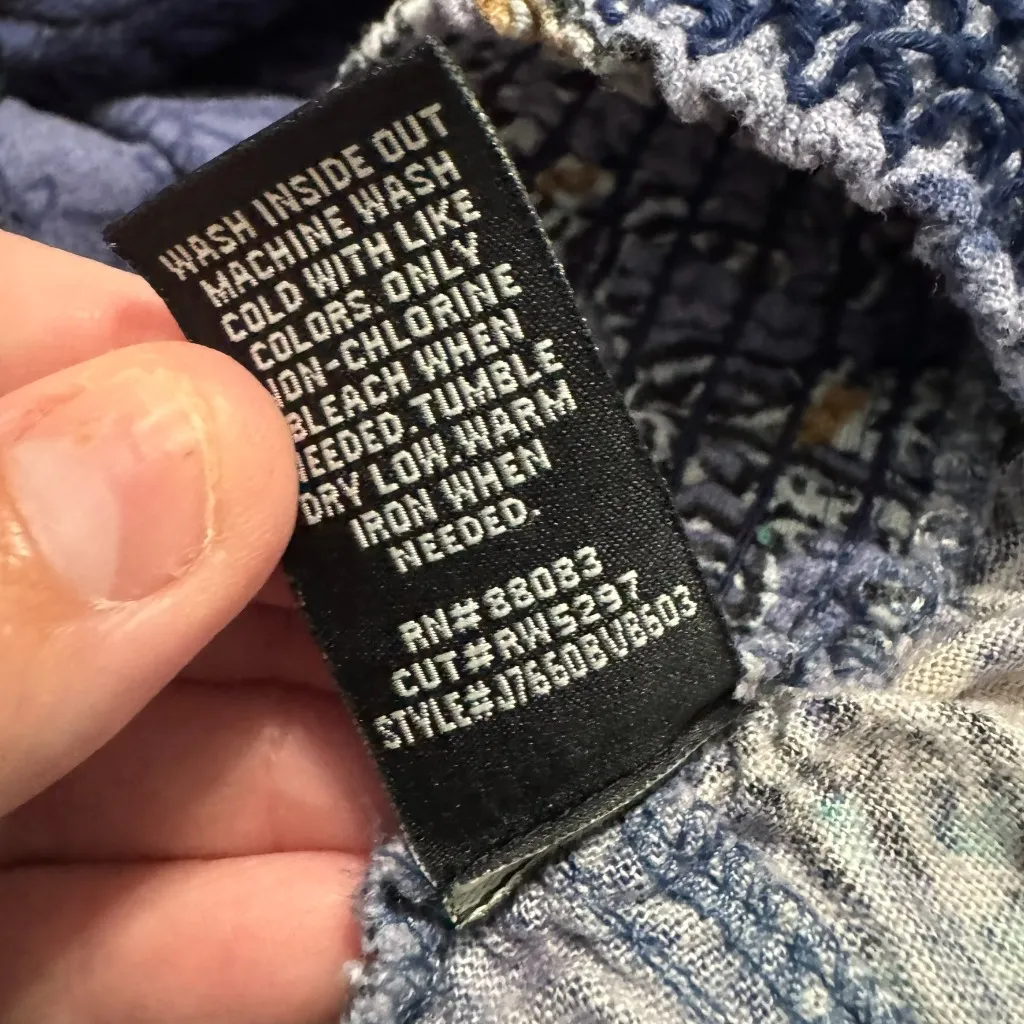 WASH INSIDE OUT
MACHINE WASH
COLD WITH LIKE
COLORS. ONLY
NON-CHLORINE
BLEACH WHEN
NEEDED. TUMBLE
DRY LOW. WARM
IRON WHEN
NEEDED.
RN# 88083
CUT# RW5297
STYLE#